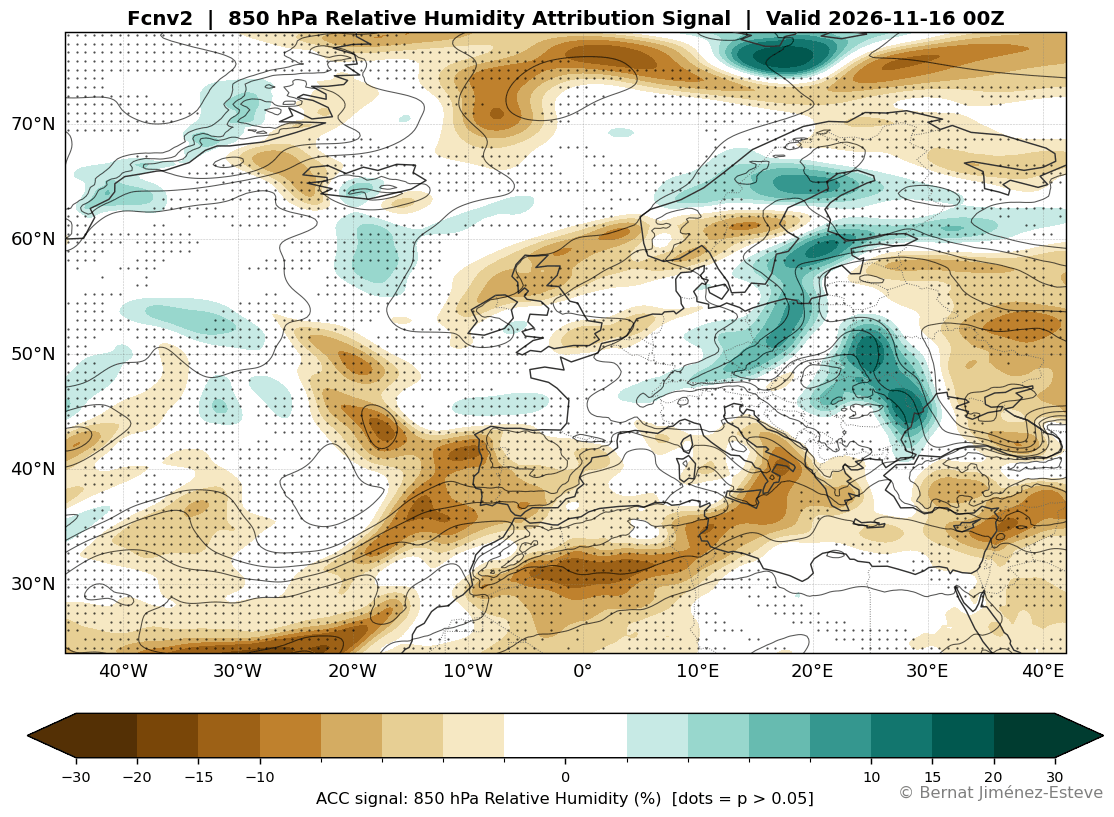 Fcnv2 | 850 hPa Relative Humidity Attribution Signal | Valid 2026-11-16 00Z
70°N
60°N
50°N
40°N
30°N
40°W 30°W 20°W 10°W 0° 10°E 20°E 30°E 40°E
−30 −20 −15 −10 0 10 15 20 30
ACC signal: 850 hPa Relative Humidity (%) [dots = p > 0.05]
© Bernat Jiménez-Esteve